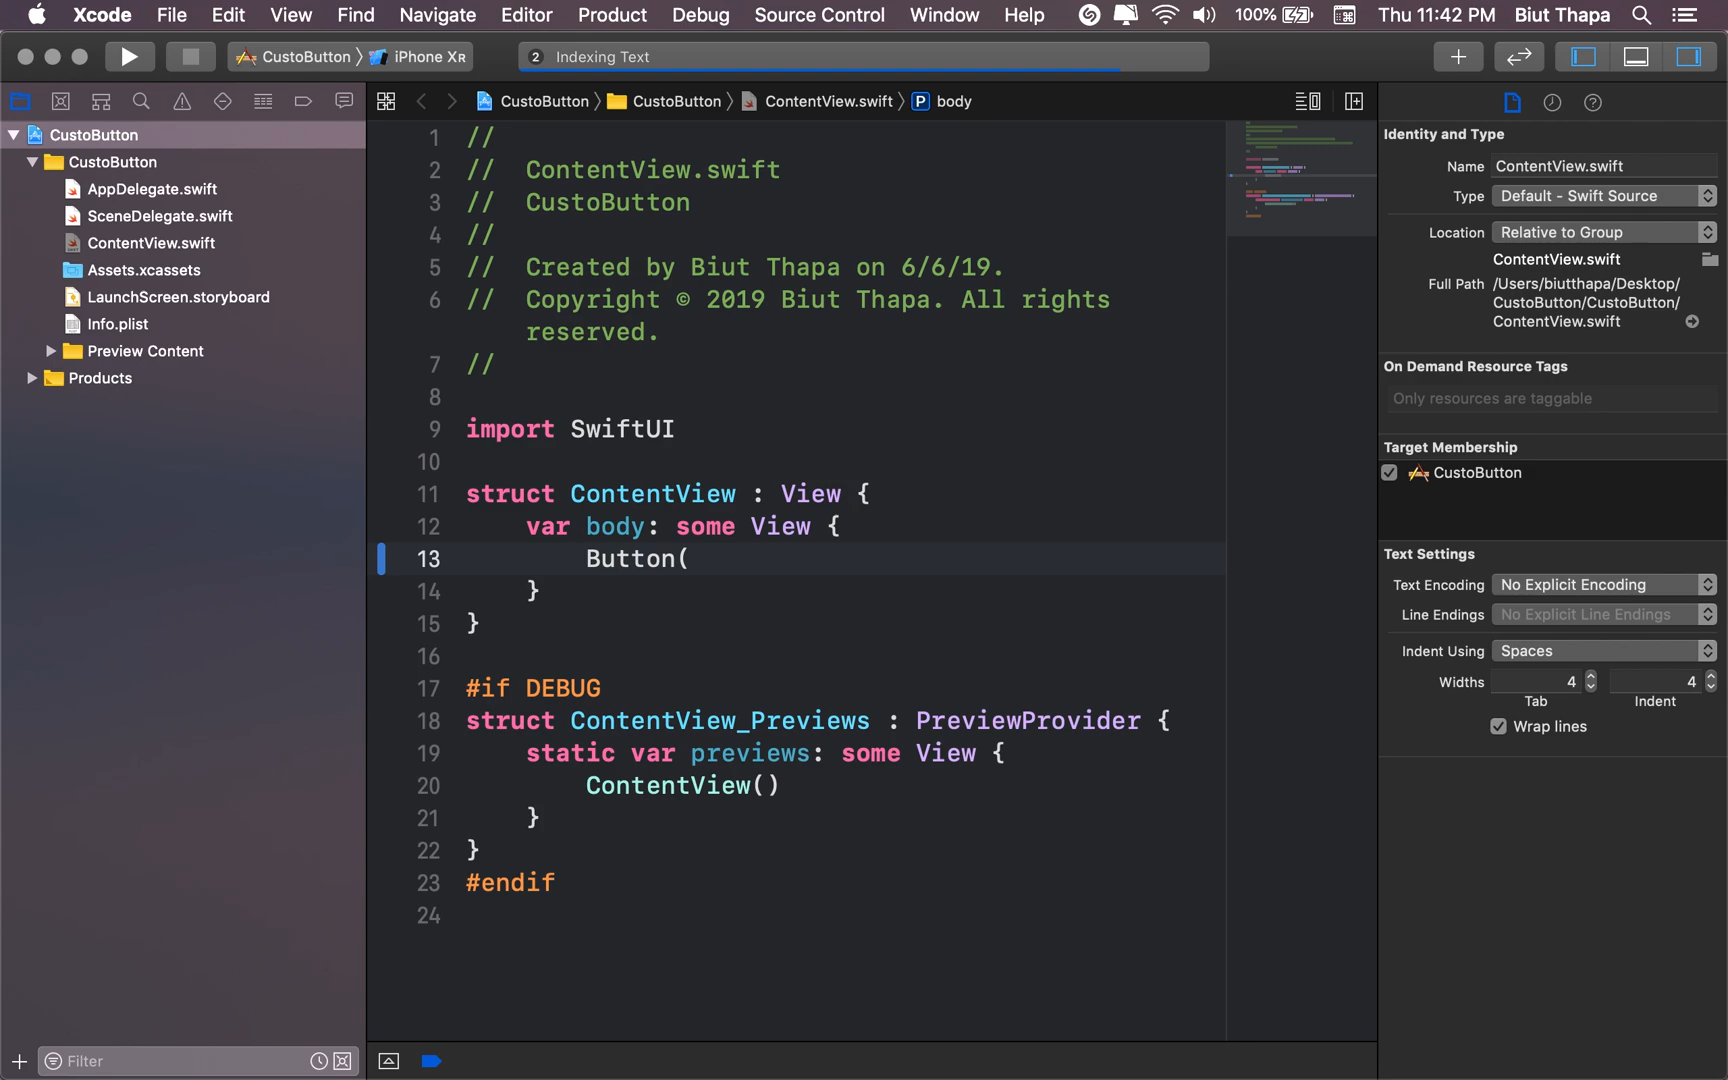 Xcode File Edit View Find Navigate Editor Product Debug Source Control Window Help 100% Thu 11:42 PM Biut Thapa
CustoButton iPhone XR 2 Indexing Text
CustoButton CustoButton ContentView.swift P body
CustoButton
CustoButton
AppDelegate.swift
SceneDelegate.swift
ContentView.swift
Assets.xcassets
LaunchScreen.storyboard
Info.plist
Preview Content
Products
Filter
1 //
2 //  ContentView.swift
3 //  CustoButton
4 //
5 //  Created by Biut Thapa on 6/6/19.
6 //  Copyright © 2019 Biut Thapa. All rights
reserved.
7 //
8
9 import SwiftUI
10
11 struct ContentView : View {
12     var body: some View {
13         Button(
14     }
15 }
16
17 #if DEBUG
18 struct ContentView_Previews : PreviewProvider {
19     static var previews: some View {
20         ContentView()
21     }
22 }
23 #endif
24
Identity and Type
Name ContentView.swift
Type Default - Swift Source
Location Relative to Group
ContentView.swift
Full Path /Users/biutthapa/Desktop/
CustoButton/CustoButton/
ContentView.swift
On Demand Resource Tags
Only resources are taggable
Target Membership
CustoButton
Text Settings
Text Encoding No Explicit Encoding
Line Endings No Explicit Line Endings
Indent Using Spaces
Widths 4 4
Tab Indent
Wrap lines